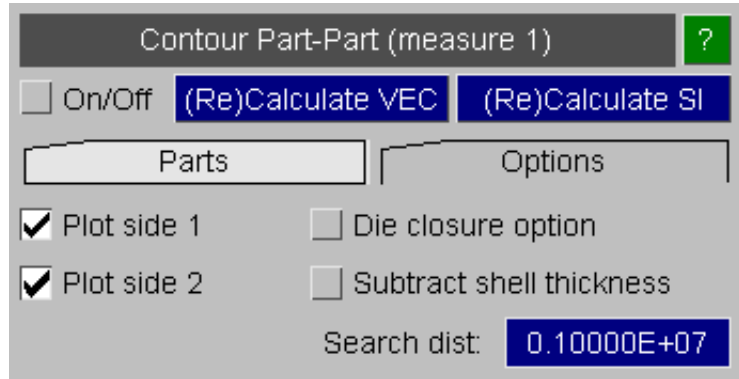 Contour Part-Part (measure 1) ?
On/Off (Re)Calculate VEC (Re)Calculate SI
Parts Options
Plot side 1 Die closure option
Plot side 2 Subtract shell thickness
Search dist: 0.10000E+07